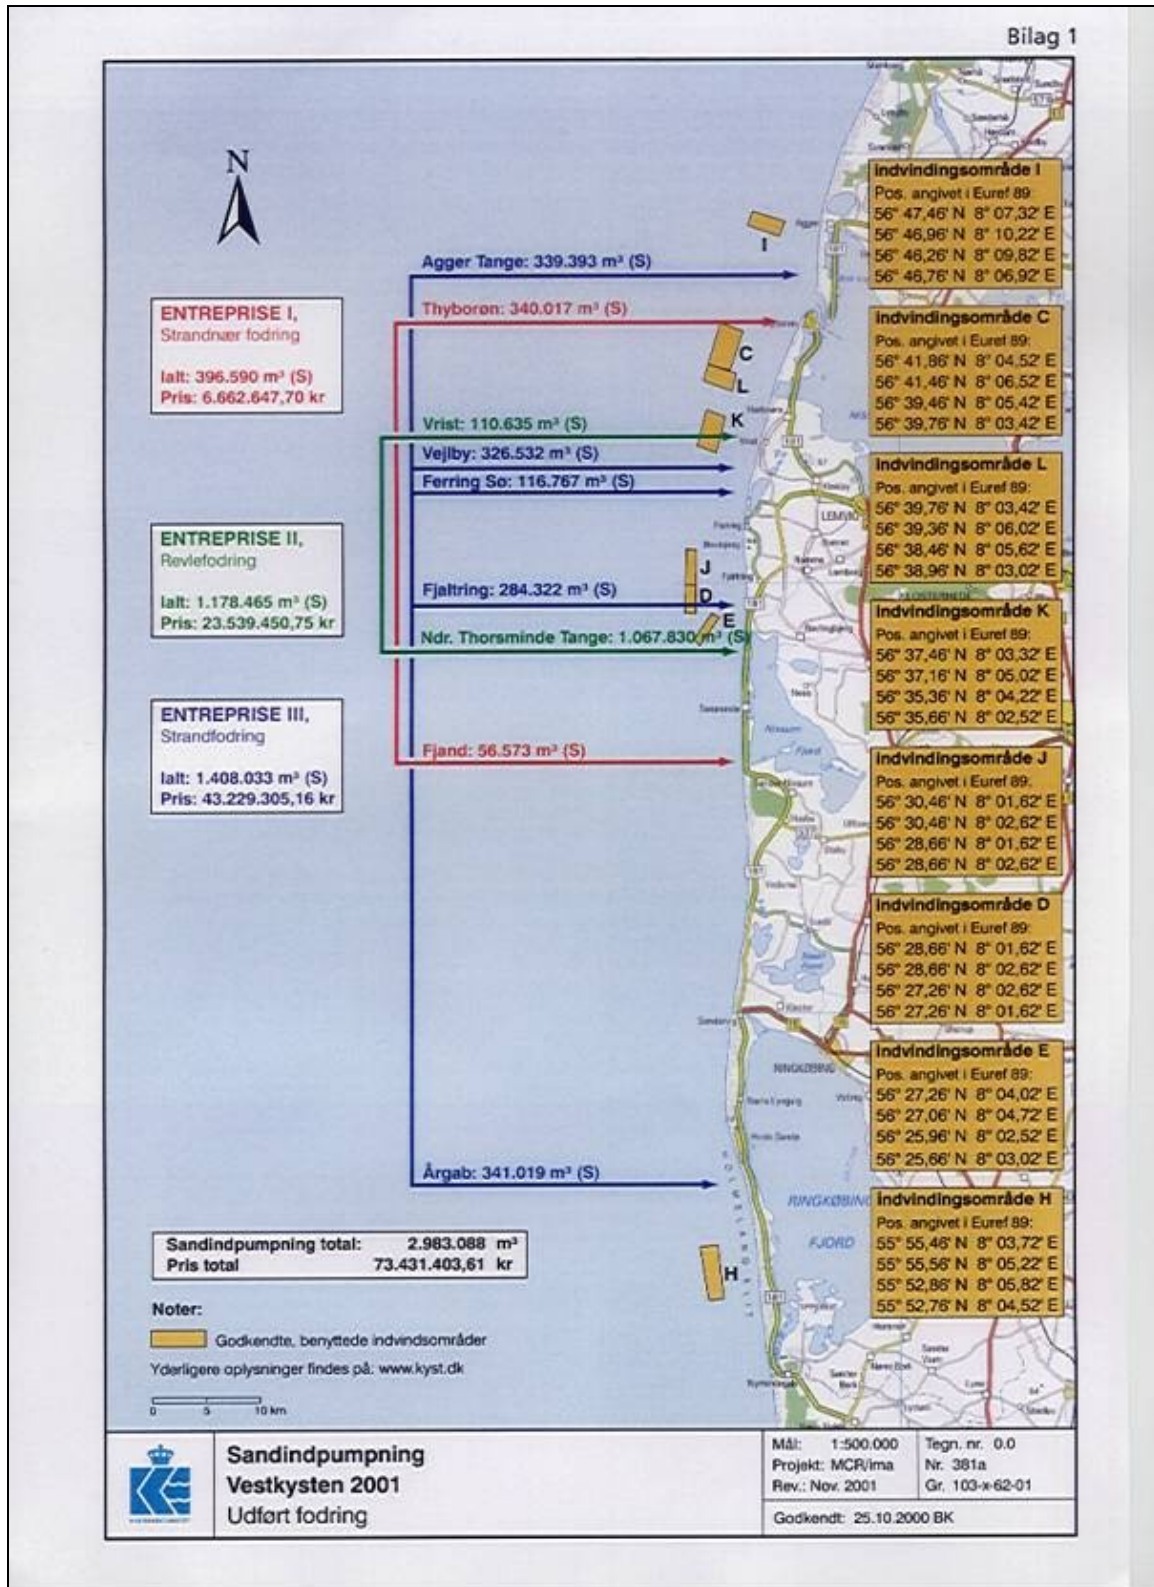 Bilag 1
N
Agger Tange: 339.393 m³ (S)
Thyborøn: 340.017 m³ (S)
ENTREPRISE I,
Strandnær fodring
Ialt: 396.590 m³ (S)
Pris: 6.662.647,70 kr
Vrist: 110.635 m³ (S)
Vejlby: 326.532 m³ (S)
Ferring Sø: 116.767 m³ (S)
ENTREPRISE II,
Revlefodring
Ialt: 1.178.465 m³ (S)
Pris: 23.539.450,75 kr
Fjaltring: 284.322 m³ (S)
Ndr. Thorsminde Tange: 1.067.830 m³ (S)
ENTREPRISE III,
Strandfodring
Ialt: 1.408.033 m³ (S)
Pris: 43.229.305,16 kr
Fjand: 56.573 m³ (S)
Årgab: 341.019 m³ (S)
I
C
L
K
J
D
E
H
Agger
Ferring
Fjaltring
LEMVIG
KLOSTERHEDE
Nissum
Fjord
Søndervig
RINGKØBING
RINGKØBING
FJORD
181
181
181
181
181
Indvindingsområde I
Pos. angivet i Euref 89:
56° 47,46' N 8° 07,32' E
56° 46,96' N 8° 10,22' E
56° 46,26' N 8° 09,82' E
56° 46,76' N 8° 06,92' E
Indvindingsområde C
Pos. angivet i Euref 89:
56° 41,86' N 8° 04,52' E
56° 41,46' N 8° 06,52' E
56° 39,46' N 8° 05,42' E
56° 39,76' N 8° 03,42' E
Indvindingsområde L
Pos. angivet i Euref 89:
56° 39,76' N 8° 03,42' E
56° 39,36' N 8° 06,02' E
56° 38,46' N 8° 05,62' E
56° 38,96' N 8° 03,02' E
Indvindingsområde K
Pos. angivet i Euref 89:
56° 37,46' N 8° 03,32' E
56° 37,16' N 8° 05,02' E
56° 35,36' N 8° 04,22' E
56° 35,66' N 8° 02,52' E
Indvindingsområde J
Pos. angivet i Euref 89:
56° 30,46' N 8° 01,62' E
56° 30,46' N 8° 02,62' E
56° 28,66' N 8° 01,62' E
56° 28,66' N 8° 02,62' E
Indvindingsområde D
Pos. angivet i Euref 89:
56° 28,66' N 8° 01,62' E
56° 28,66' N 8° 02,62' E
56° 27,26' N 8° 02,62' E
56° 27,26' N 8° 01,62' E
Indvindingsområde E
Pos. angivet i Euref 89:
56° 27,26' N 8° 04,02' E
56° 27,06' N 8° 04,72' E
56° 25,96' N 8° 02,52' E
56° 25,66' N 8° 03,02' E
Indvindingsområde H
Pos. angivet i Euref 89:
55° 55,46' N 8° 03,72' E
55° 55,56' N 8° 05,22' E
55° 52,86' N 8° 05,82' E
55° 52,76' N 8° 04,52' E
Sandindpumpning total: 2.983.088 m³
Pris total 73.431.403,61 kr
Noter:
Godkendte, benyttede indvindsområder
Yderligere oplysninger findes på: www.kyst.dk
0 5 10 km
Sandindpumpning
Vestkysten 2001
Udført fodring
Mål: 1:500.000
Projekt: MCR/ima
Rev.: Nov. 2001
Tegn. nr. 0.0
Nr. 381a
Gr. 103-x-62-01
Godkendt: 25.10.2000 BK